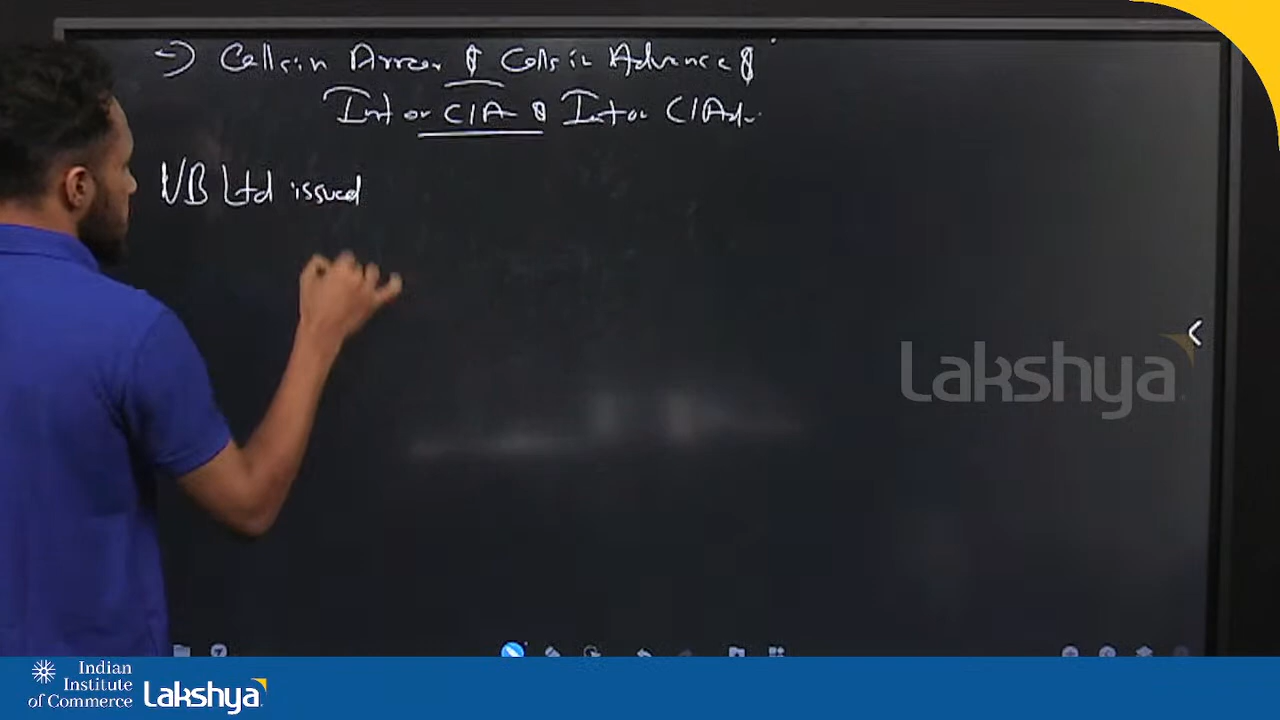 → Calls in Arrear & Calls in Advance &
Int on CIA & Int on CIAdv.
VB Ltd issued
Lakshya
Indian
Institute
of Commerce
Lakshya